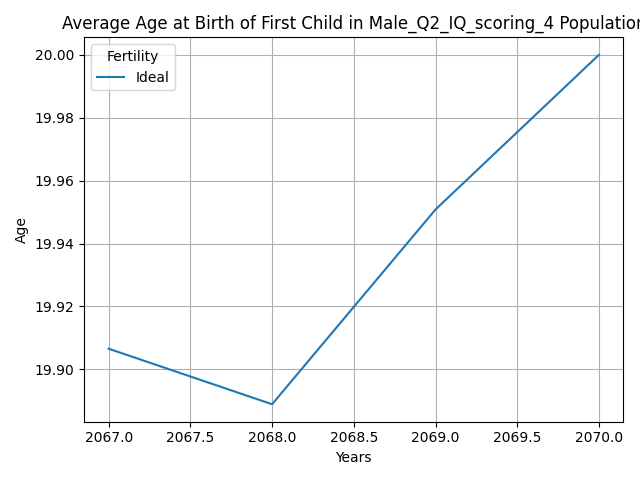 Average Age at Birth of First Child in Male_Q2_IQ_scoring_4 Population
Fertility
Ideal
20.00
19.98
19.96
19.94
19.92
19.90
Age
2067.0 2067.5 2068.0 2068.5 2069.0 2069.5 2070.0
Years